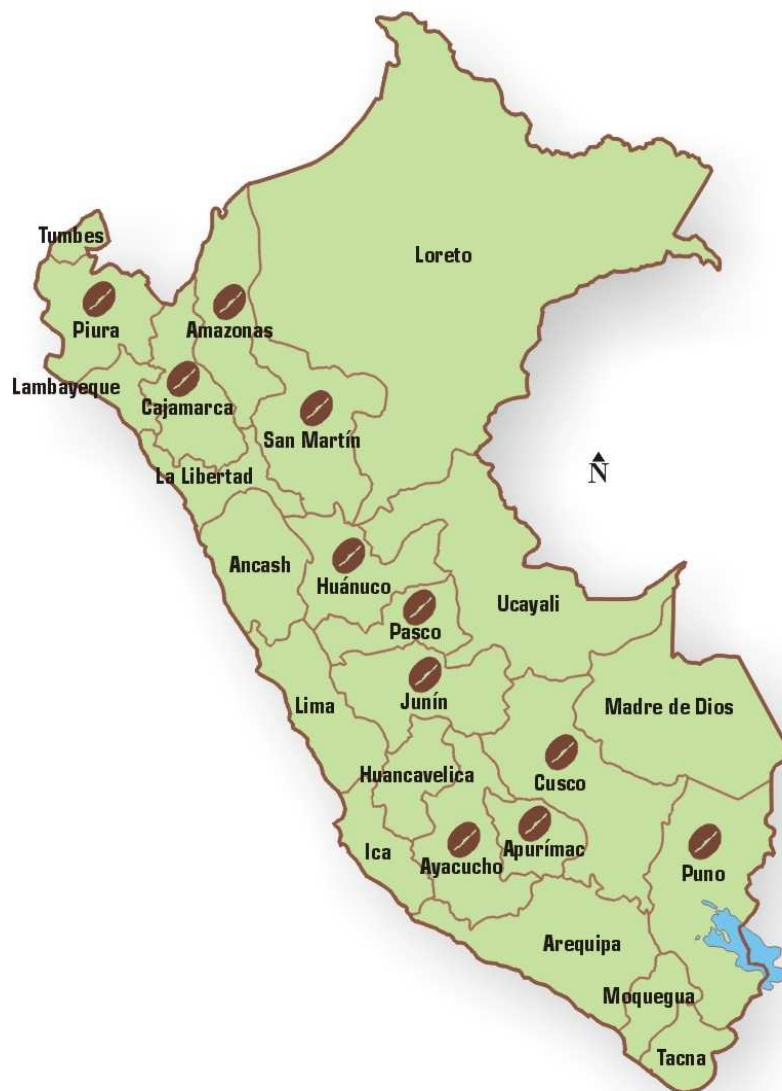 Tumbes
Loreto
Piura
Amazonas
Lambayeque
Cajamarca
San Martín
La Libertad
N
Ancash
Huánuco
Ucayali
Pasco
Lima
Junín
Madre de Dios
Huancavelica
Cusco
Ica
Ayacucho
Apurímac
Puno
Arequipa
Moquegua
Tacna